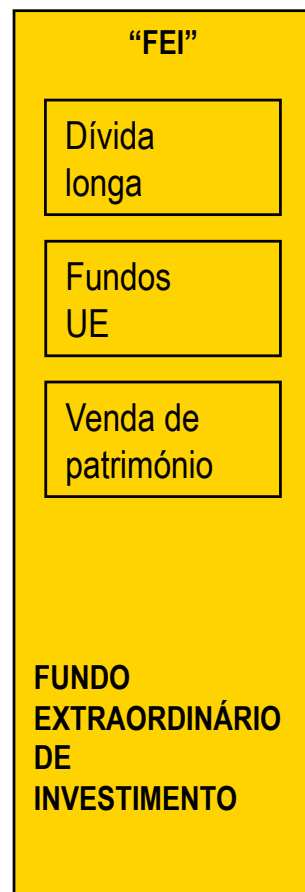 “FEI”
Dívida
longa
Fundos
UE
Venda de
património
FUNDO
EXTRAORDINÁRIO
DE
INVESTIMENTO